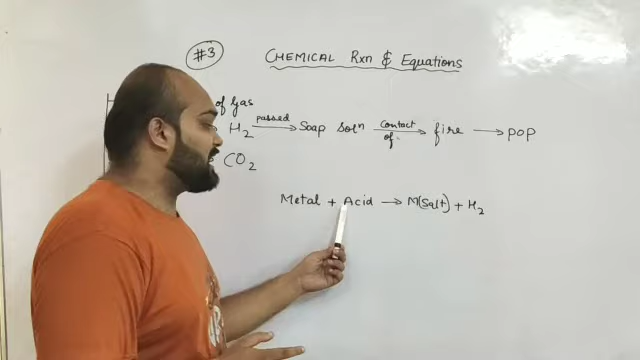 #3
CHEMICAL Rxn & Equations
of Gas
H2 passed → Soap soln contact of → fire → pop
CO2
Metal + Acid → M(Salt) + H2